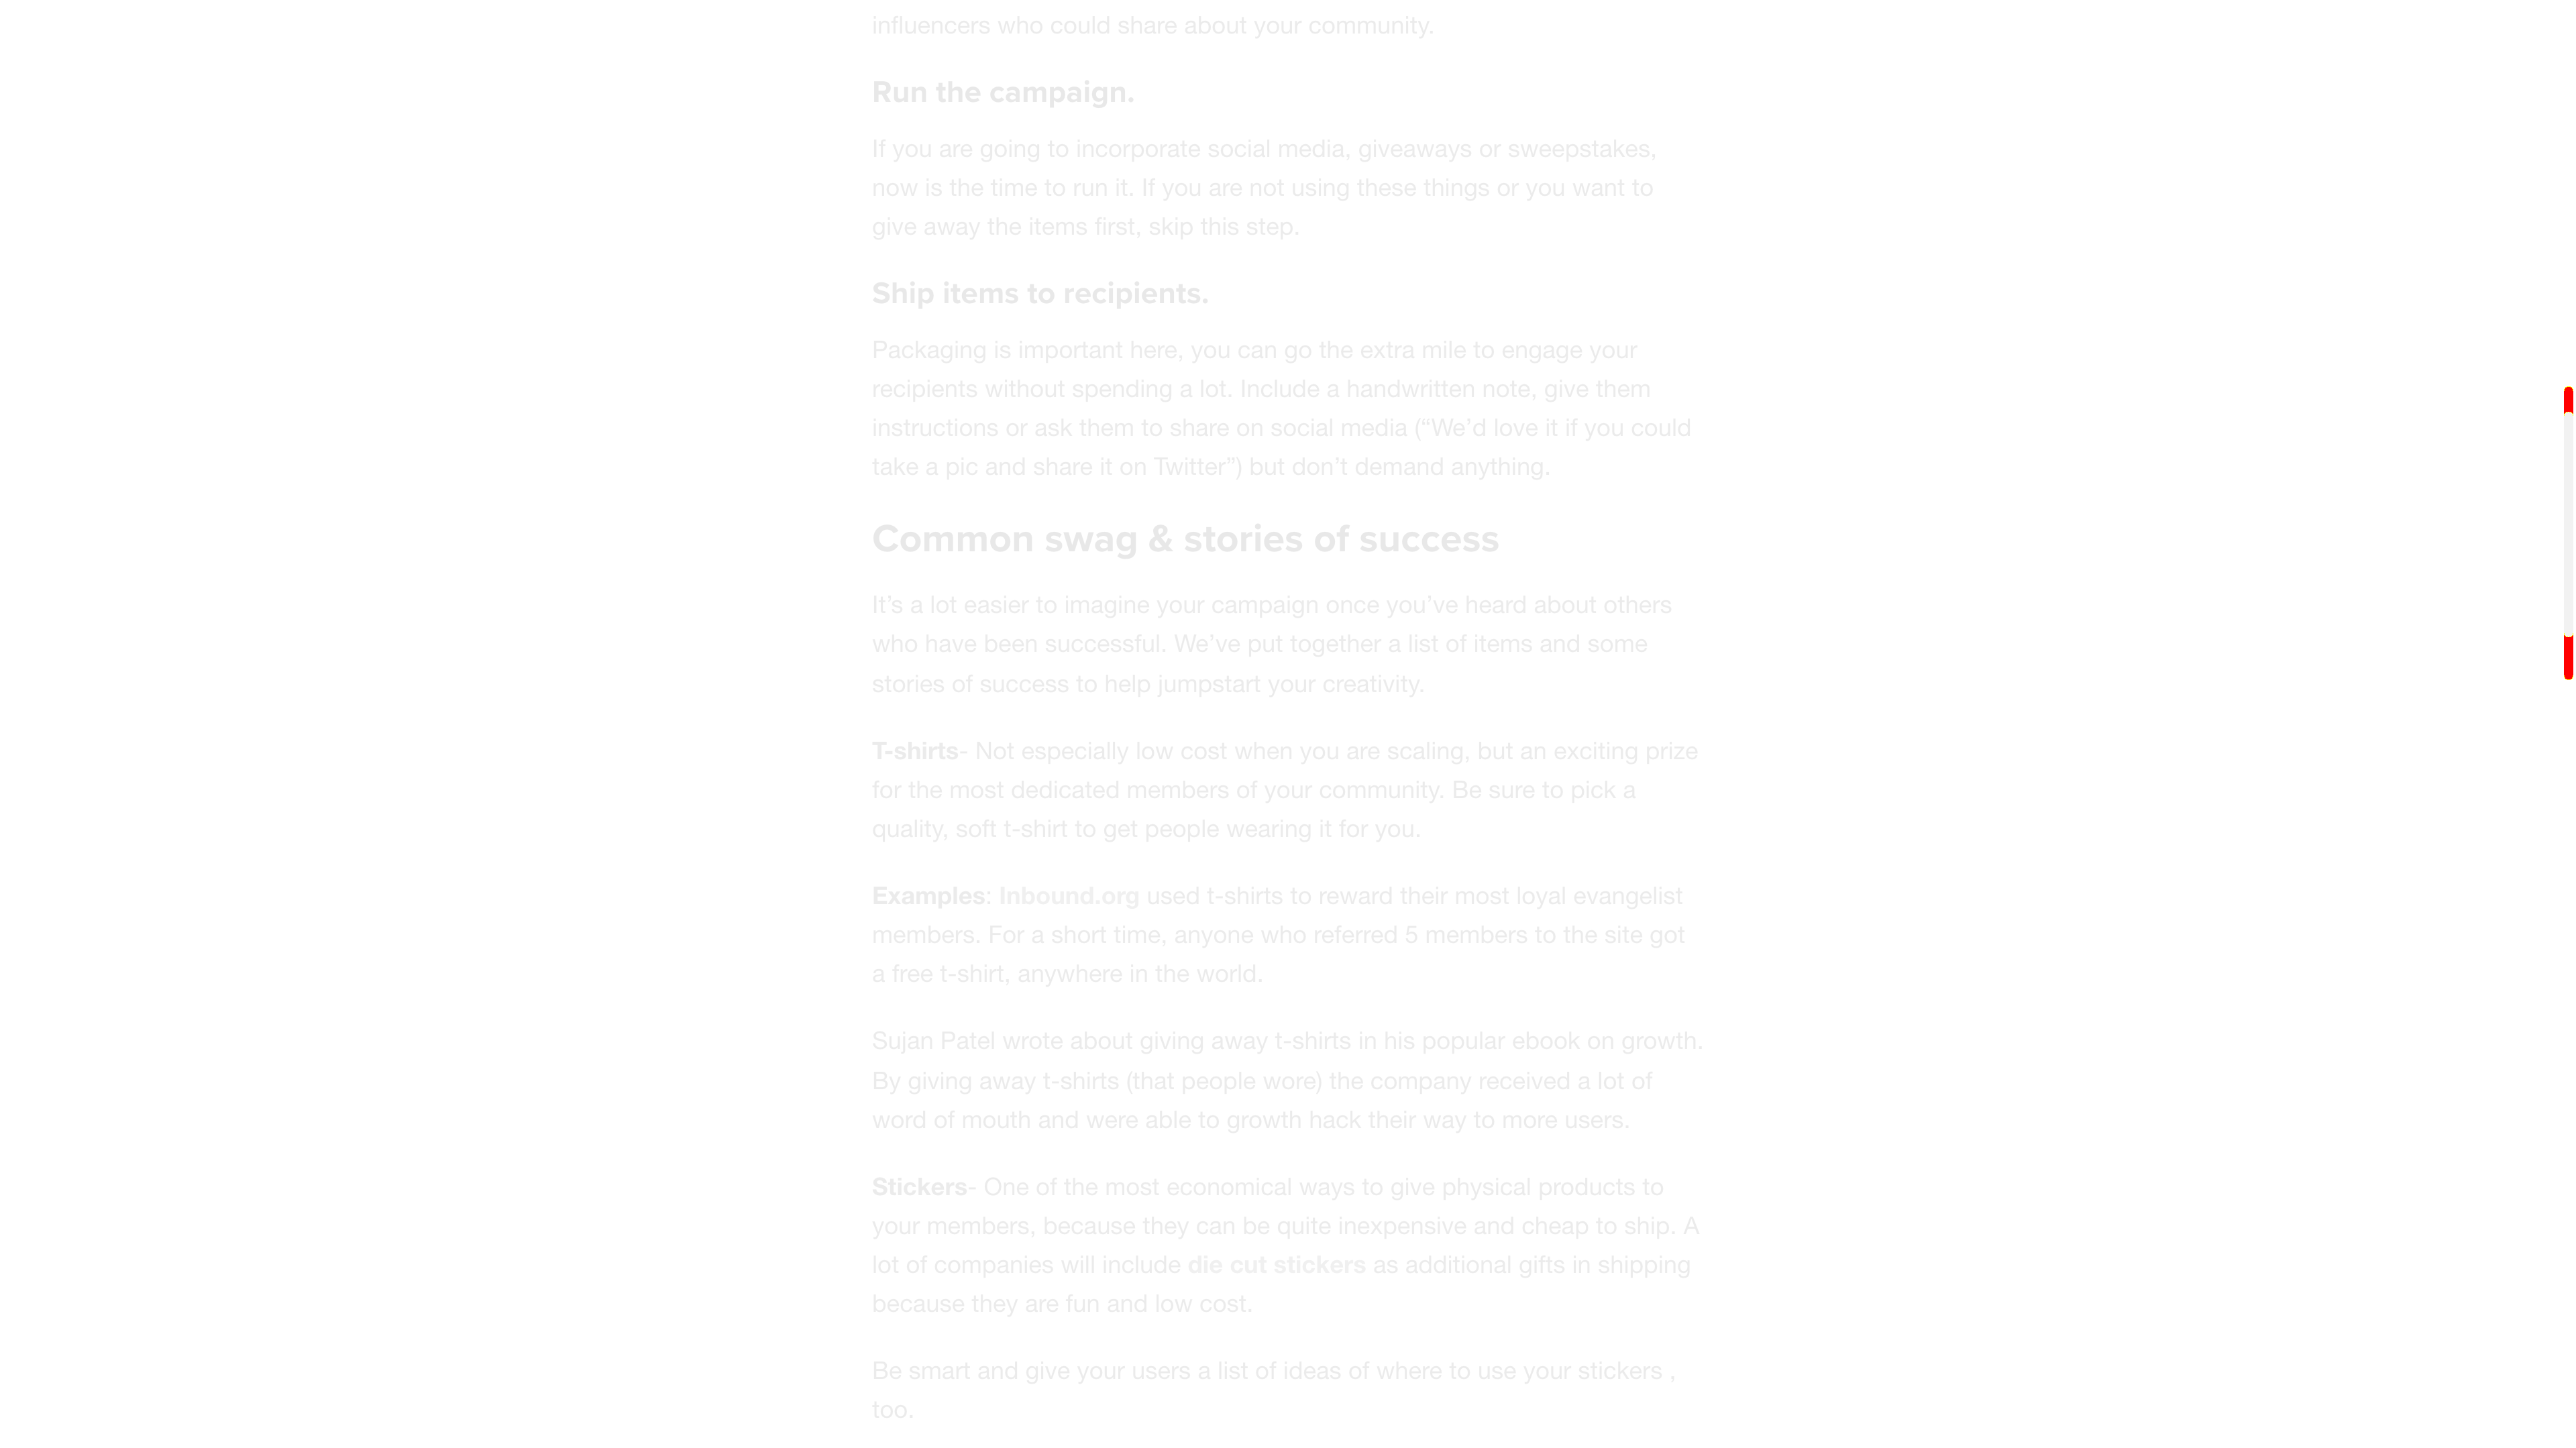 influencers who could share about your community.
Run the campaign.
If you are going to incorporate social media, giveaways or sweepstakes,
now is the time to run it. If you are not using these things or you want to
give away the items first, skip this step.
Ship items to recipients.
Packaging is important here, you can go the extra mile to engage your
recipients without spending a lot. Include a handwritten note, give them
instructions or ask them to share on social media (“We’d love it if you could
take a pic and share it on Twitter”) but don’t demand anything.
Common swag & stories of success
It’s a lot easier to imagine your campaign once you’ve heard about others
who have been successful. We’ve put together a list of items and some
stories of success to help jumpstart your creativity.
T-shirts- Not especially low cost when you are scaling, but an exciting prize
for the most dedicated members of your community. Be sure to pick a
quality, soft t-shirt to get people wearing it for you.
Examples: Inbound.org used t-shirts to reward their most loyal evangelist
members. For a short time, anyone who referred 5 members to the site got
a free t-shirt, anywhere in the world.
Sujan Patel wrote about giving away t-shirts in his popular ebook on growth.
By giving away t-shirts (that people wore) the company received a lot of
word of mouth and were able to growth hack their way to more users.
Stickers- One of the most economical ways to give physical products to
your members, because they can be quite inexpensive and cheap to ship. A
lot of companies will include die cut stickers as additional gifts in shipping
because they are fun and low cost.
Be smart and give your users a list of ideas of where to use your stickers ,
too.